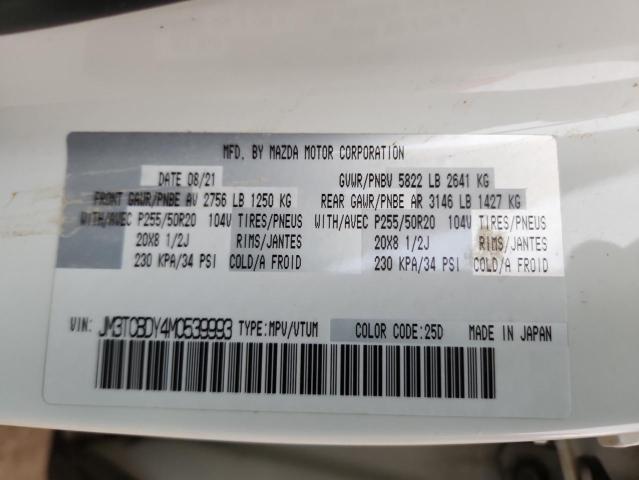 MFD. BY MAZDA MOTOR CORPORATION
DATE 08/21 GVWR/PNBV 5822 LB 2641 KG
FRONT GAWR/PNBE AV 2756 LB 1250 KG REAR GAWR/PNBE AR 3146 LB 1427 KG
WITH/AVEC P255/50R20 104V TIRES/PNEUS WITH/AVEC P255/50R20 104V TIRES/PNEUS
20X8 1/2J RIMS/JANTES 20X8 1/2J RIMS/JANTES
230 KPA/34 PSI COLD/A FROID 230 KPA/34 PSI COLD/A FROID
VIN: JM3TCBDY4M0539993 TYPE:MPV/VTUM COLOR CODE:25D MADE IN JAPAN